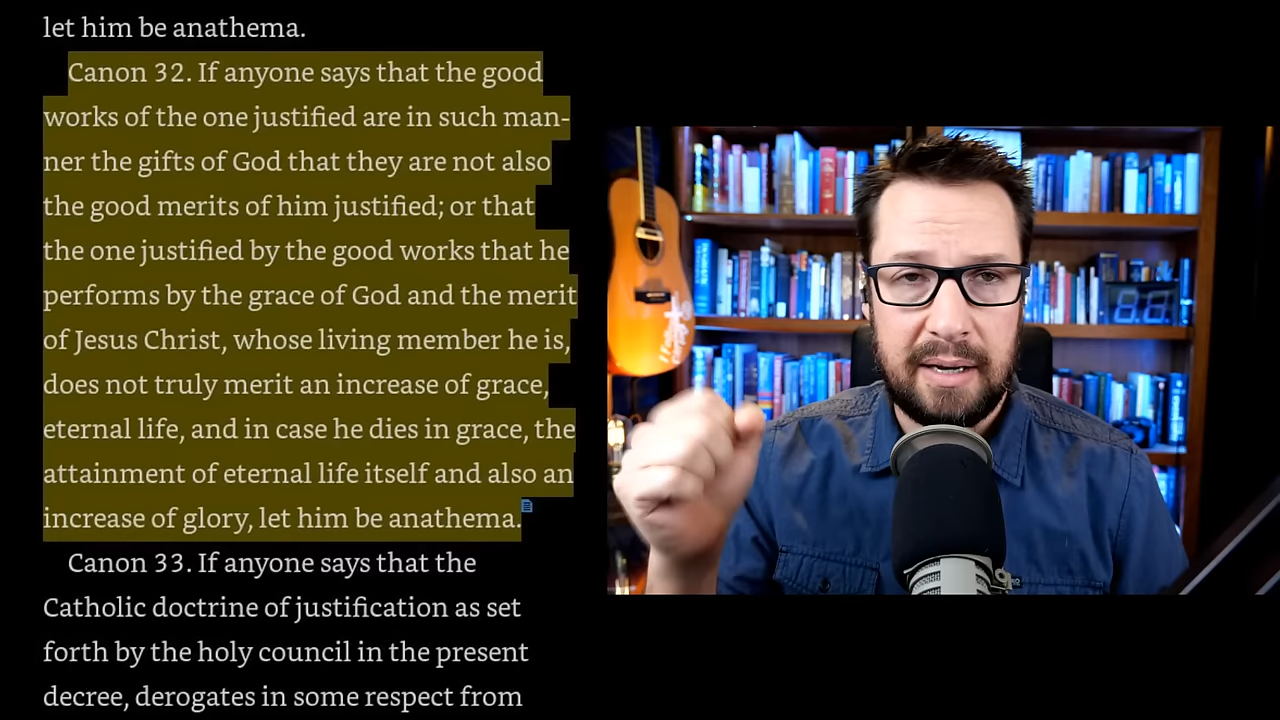 let him be anathema.
Canon 32. If anyone says that the good
works of the one justified are in such man-
ner the gifts of God that they are not also
the good merits of him justified; or that
the one justified by the good works that he
performs by the grace of God and the merit
of Jesus Christ, whose living member he is,
does not truly merit an increase of grace,
eternal life, and in case he dies in grace, the
attainment of eternal life itself and also an
increase of glory, let him be anathema.
Canon 33. If anyone says that the
Catholic doctrine of justification as set
forth by the holy council in the present
decree, derogates in some respect from